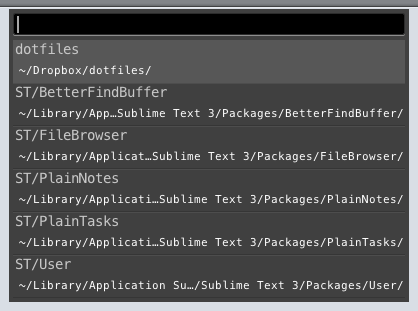 dotfiles
~/Dropbox/dotfiles/
ST/BetterFindBuffer
~/Library/App…Sublime Text 3/Packages/BetterFindBuffer/
ST/FileBrowser
~/Library/Applicat…Sublime Text 3/Packages/FileBrowser/
ST/PlainNotes
~/Library/Applicati…Sublime Text 3/Packages/PlainNotes/
ST/PlainTasks
~/Library/Applicati…Sublime Text 3/Packages/PlainTasks/
ST/User
~/Library/Application Su…/Sublime Text 3/Packages/User/